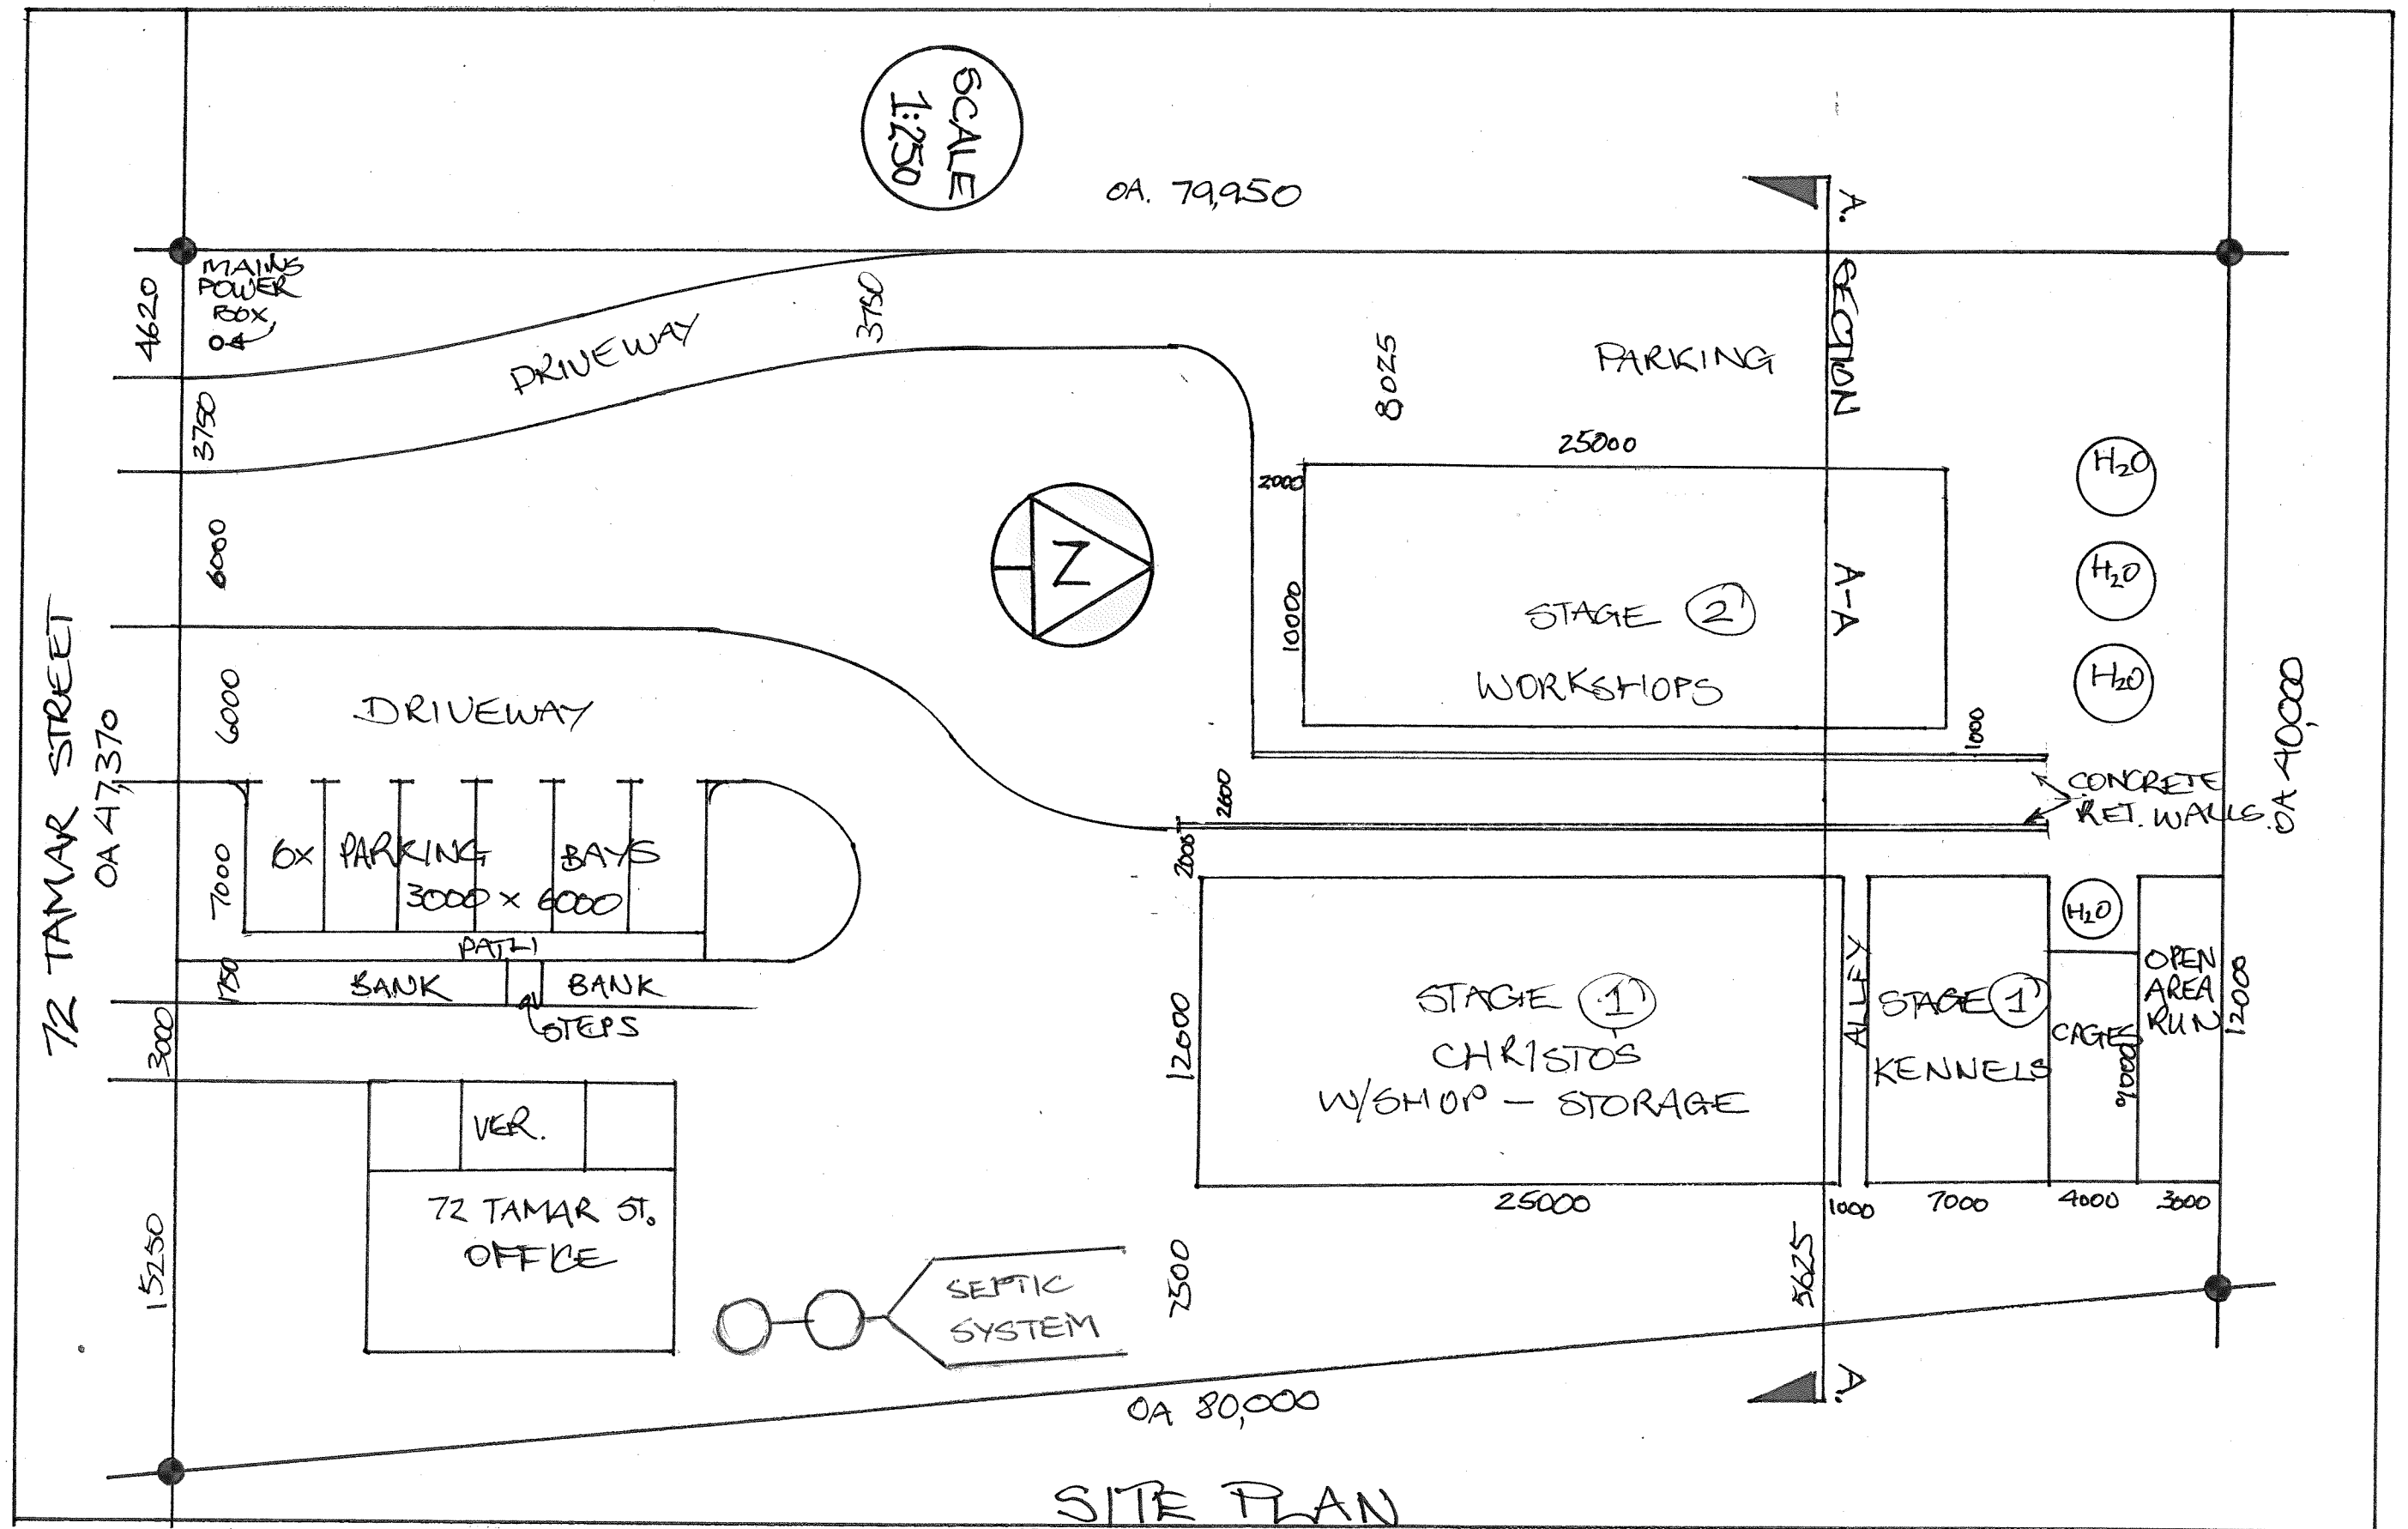 SCALE
1:250
OA. 79,950
A.
SECTION
A-A
MAINS
POWER
BOX
4620
3750
DRIVEWAY
3750
8025
PARKING
25000
2000
10000
STAGE 2
WORKSHOPS
1000
H2O
H2O
H2O
6000
N
72 TAMAR STREET
OA 47,370
6000
DRIVEWAY
7000
6x PARKING BAYS
3000 x 6000
PATH
1750
BANK
BANK
STEPS
3000
VER.
72 TAMAR ST.
OFFICE
15250
SEPTIC
SYSTEM
2600
2000
CONCRETE
RET. WALLS.
OA 40,000
12000
STAGE 1
CHRISTOS
W/SHOP - STORAGE
25000
ALLEY
1000
STAGE 1
KENNELS
7000
H2O
CAGES
9000
4000
OPEN
AREA
RUN
12000
3000
7500
5625
A.
OA 80,000
SITE PLAN